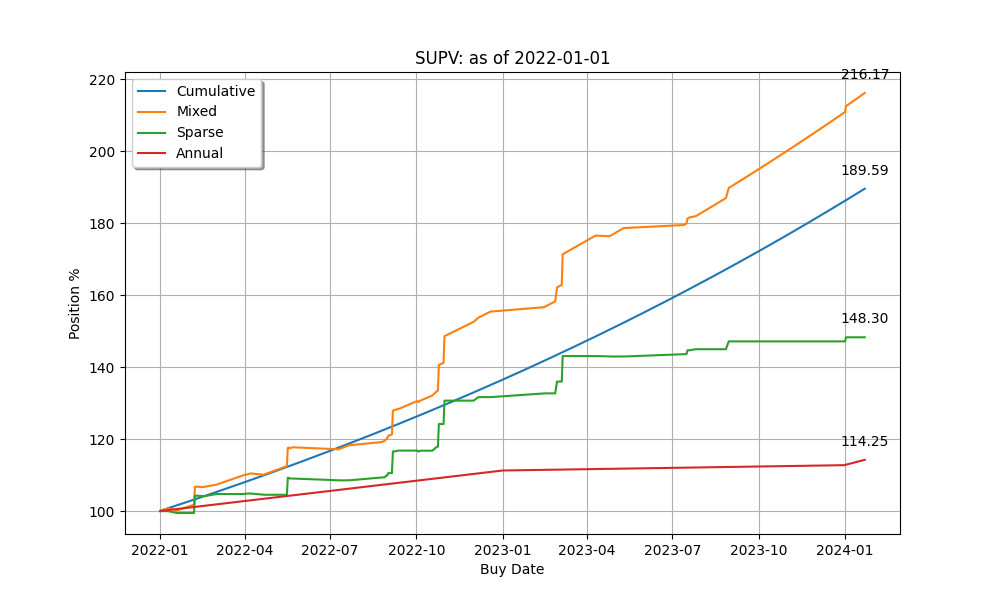 SUPV: as of 2022-01-01
216.17
220
Cumulative
Mixed
Sparse
Annual
200
189.59
180
160
148.30
140
120
114.25
100
Position %
2022-01 2022-04 2022-07 2022-10 2023-01 2023-04 2023-07 2023-10 2024-01
Buy Date